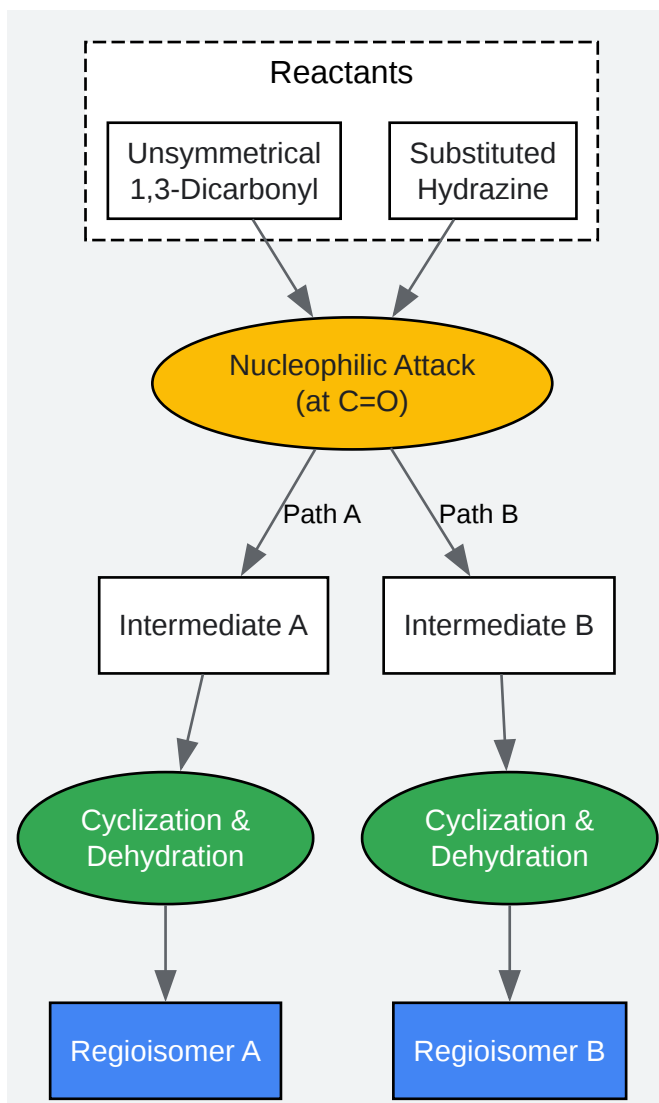 Reactants
Unsymmetrical
1,3-Dicarbonyl
Substituted
Hydrazine
Nucleophilic Attack
(at C=O)
Path A
Path B
Intermediate A
Intermediate B
Cyclization &
Dehydration
Cyclization &
Dehydration
Regioisomer A
Regioisomer B